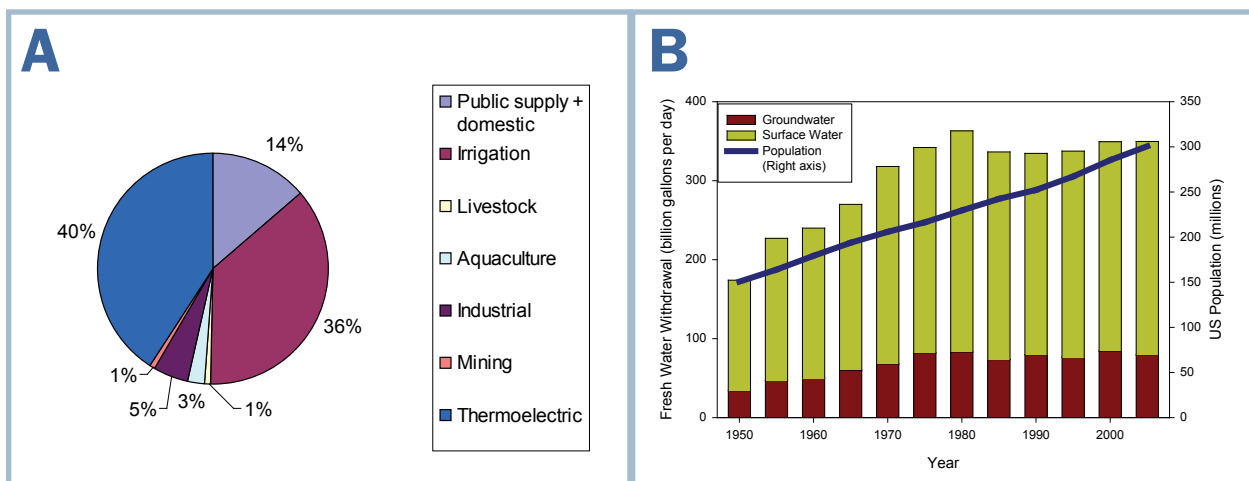 A
14%
36%
1%
3%
5%
1%
40%
Public supply +
domestic
Irrigation
Livestock
Aquaculture
Industrial
Mining
Thermoelectric
B
Fresh Water Withdrawal (billion gallons per day)
400
300
200
100
0
Groundwater
Surface Water
Population
(Right axis)
350
300
250
200
150
100
50
0
US Population (millions)
1950
1960
1970
1980
1990
2000
Year